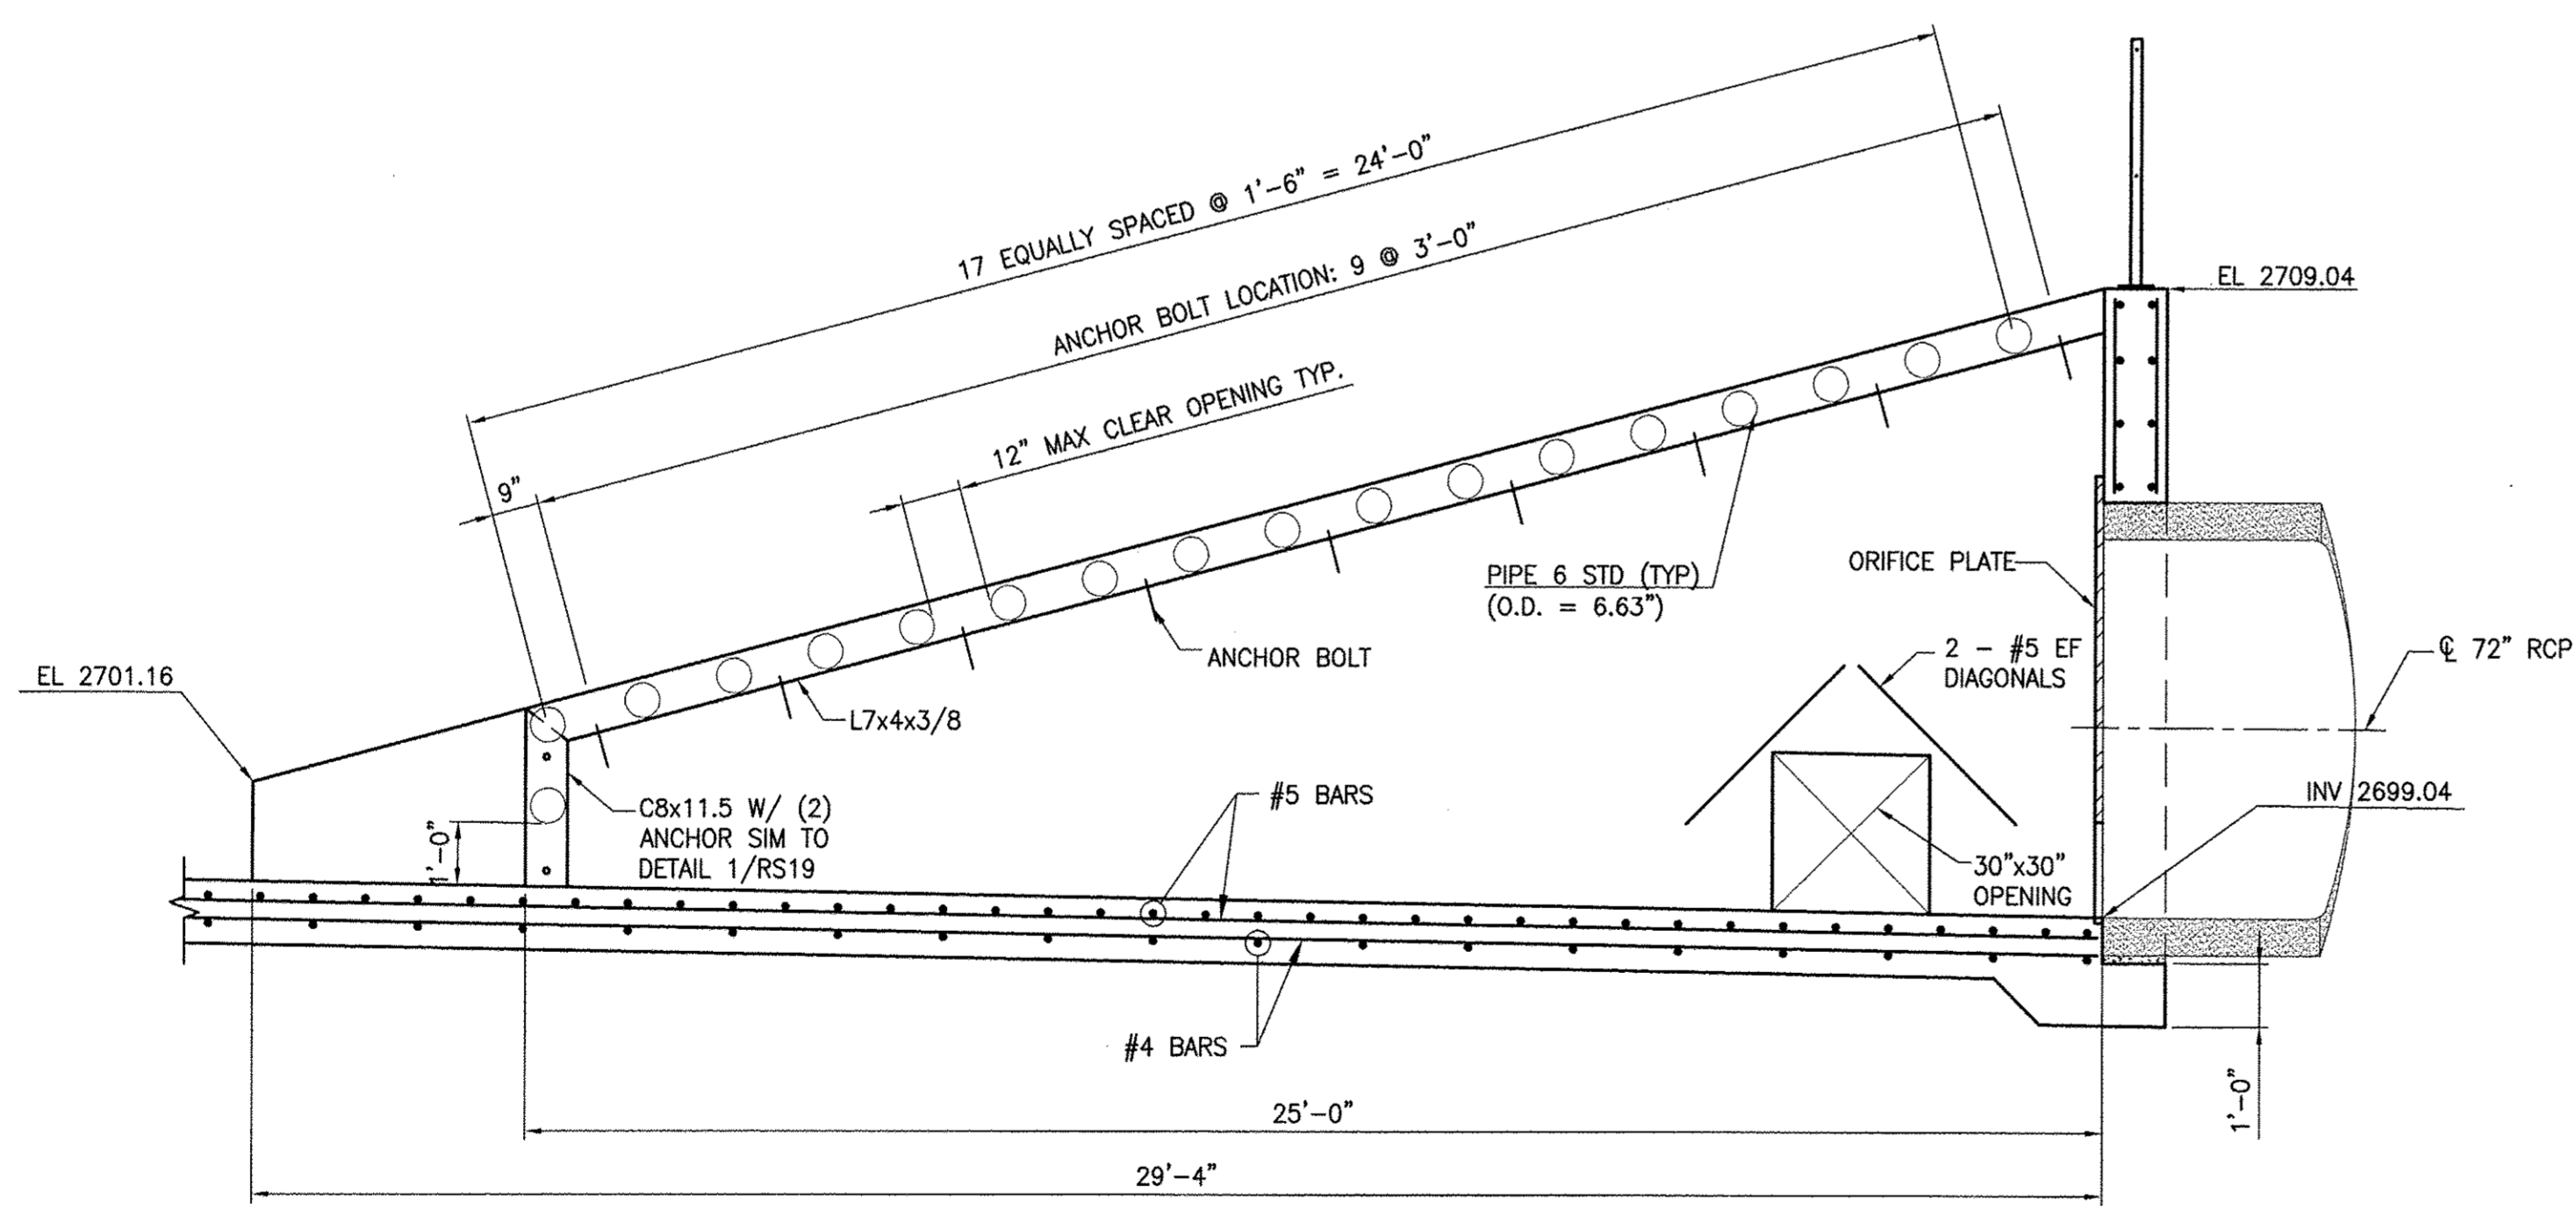 17 EQUALLY SPACED @ 1'-6" = 24'-0"
ANCHOR BOLT LOCATION: 9 @ 3'-0"
12" MAX CLEAR OPENING TYP.
9"
EL 2709.04
PIPE 6 STD (TYP)
(O.D. = 6.63")
ORIFICE PLATE
ANCHOR BOLT
2 - #5 EF
DIAGONALS
℄ 72" RCP
EL 2701.16
L7x4x3/8
C8x11.5 W/ (2)
ANCHOR SIM TO
DETAIL 1/RS19
1'-0"
#5 BARS
INV 2699.04
30"x30"
OPENING
#4 BARS
1'-0"
25'-0"
29'-4"